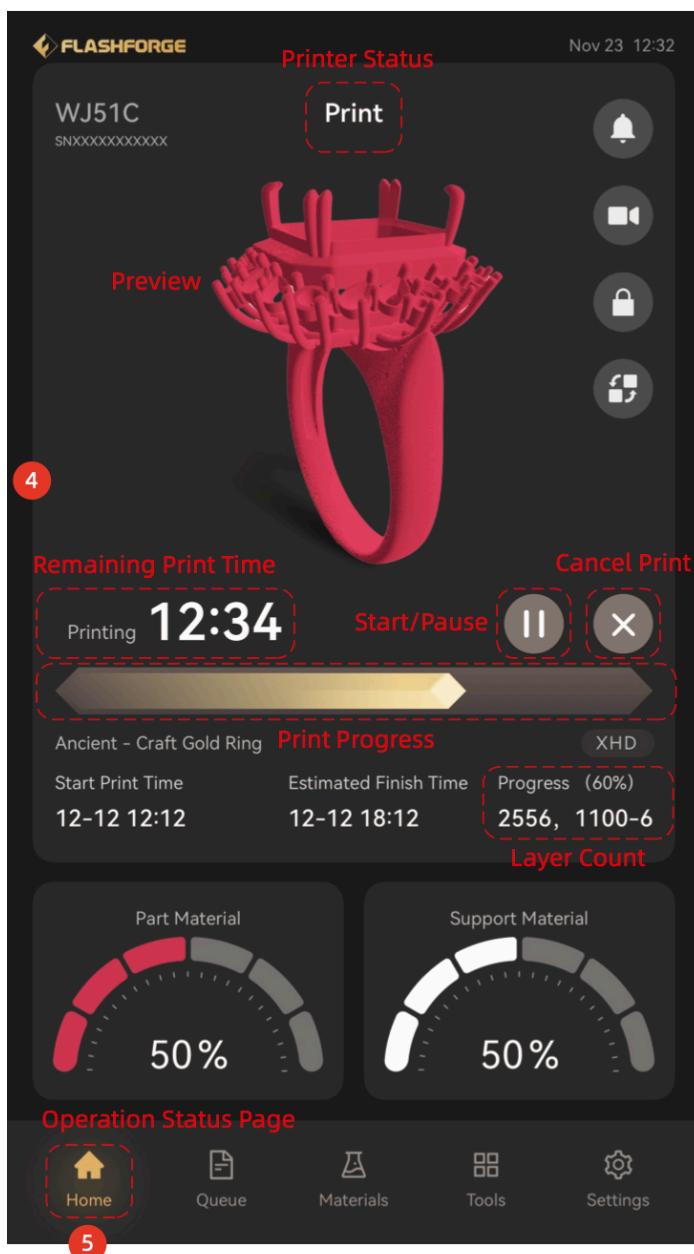 FLASHFORGE
Nov 23 12:32
Printer Status
WJ51C
Print
SNXXXXXXXXXXXX
Preview
4
Remaining Print Time
Cancel Print
Printing 12:34
Start/Pause
Ancient - Craft Gold Ring
Print Progress
XHD
Start Print Time
Estimated Finish Time
Progress (60%)
12-12 12:12
12-12 18:12
2556, 1100-6
Layer Count
Part Material
Support Material
50%
50%
Operation Status Page
Home
Queue
Materials
Tools
Settings
5